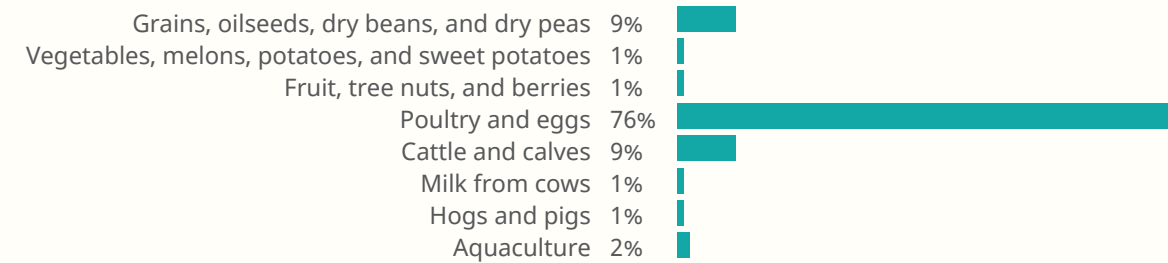 Grains, oilseeds, dry beans, and dry peas 9%
Vegetables, melons, potatoes, and sweet potatoes 1%
Fruit, tree nuts, and berries 1%
Poultry and eggs 76%
Cattle and calves 9%
Milk from cows 1%
Hogs and pigs 1%
Aquaculture 2%